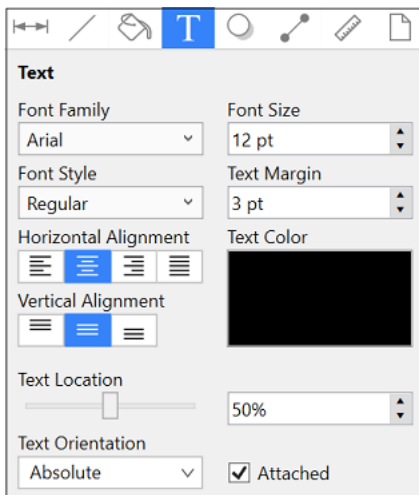 T
Text
Font Family Font Size
Arial 12 pt
Font Style Text Margin
Regular 3 pt
Horizontal Alignment Text Color
Vertical Alignment
Text Location
50%
Text Orientation
Absolute Attached